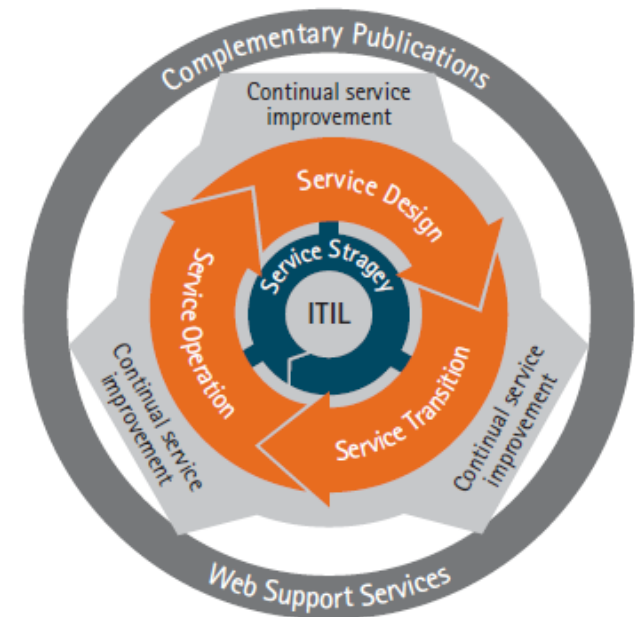 Complementary Publications
Continual service
improvement
Service Design
Service Stragey
ITIL
Service Operation
Service Transition
Continual service
improvement
Continual service
improvement
Web Support Services